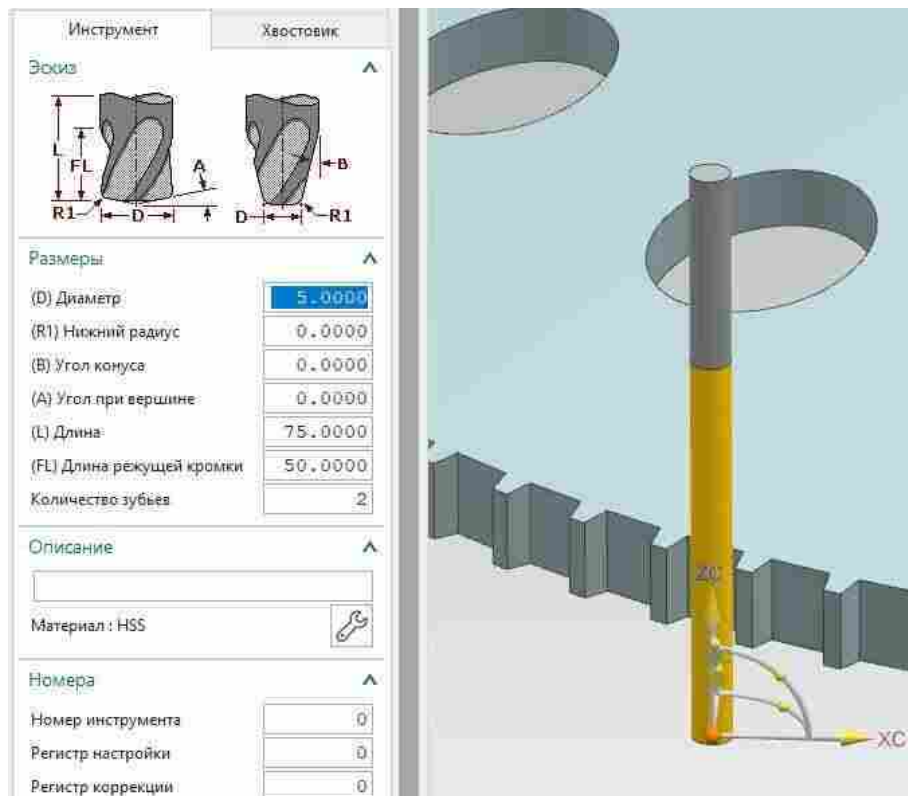 Инструмент
Хвостовик
Эскиз
L
FL
A
R1
D
B
D
R1
Размеры
(D) Диаметр 5.0000
(R1) Нижний радиус 0.0000
(B) Угол конуса 0.0000
(A) Угол при вершине 0.0000
(L) Длина 75.0000
(FL) Длина режущей кромки 50.0000
Количество зубьев 2
Описание
Материал : HSS
Номера
Номер инструмента 0
Регистр настройки 0
Регистр коррекции 0
ZC
XC